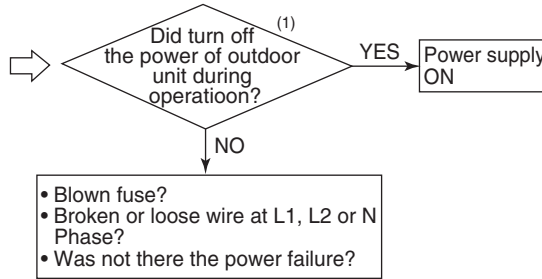 Did turn off (1)
the power of outdoor
unit during
operatioon?
YES
Power supply
ON
NO
• Blown fuse?
• Broken or loose wire at L1, L2 or N
Phase?
• Was not there the power failure?